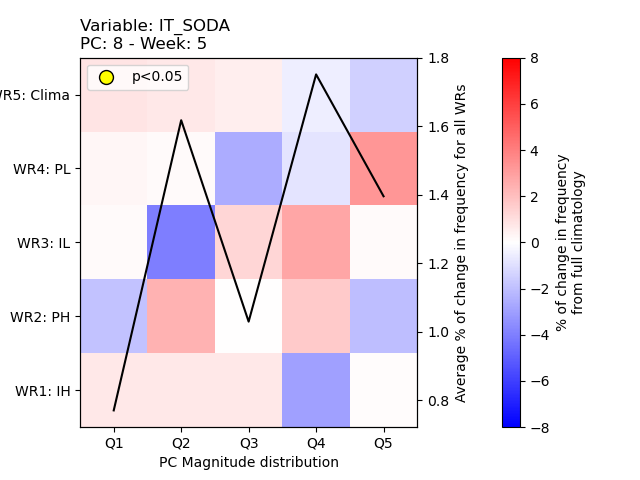 Variable: IT_SODA
PC: 8 - Week: 5
p<0.05
WR5: Clima
WR4: PL
WR3: IL
WR2: PH
WR1: IH
Q1 Q2 Q3 Q4 Q5
PC Magnitude distribution
1.8
1.6
1.4
1.2
1.0
0.8
Average % of change in frequency for all WRs
8
6
4
2
0
−2
−4
−6
−8
% of change in frequency
from full climatology